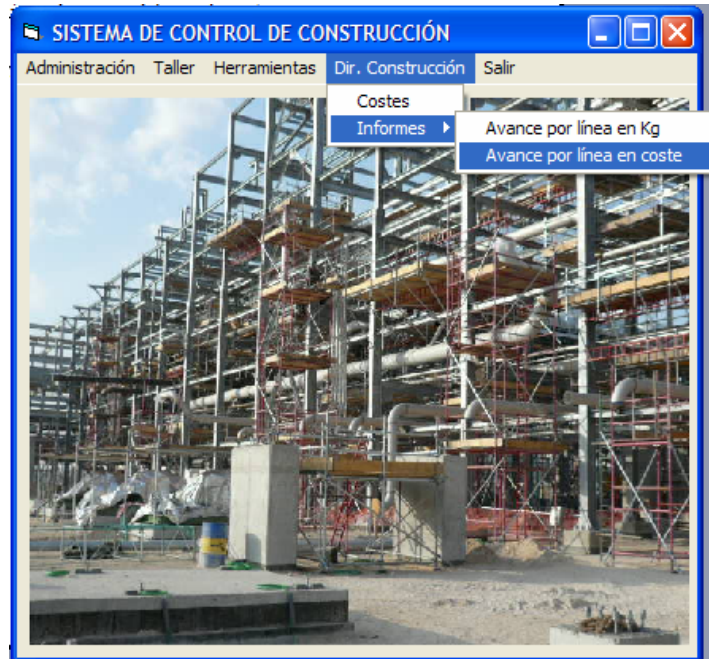 SISTEMA DE CONTROL DE CONSTRUCCIÓN
Administración Taller Herramientas Dir. Construcción Salir
Costes
Informes
Avance por línea en Kg
Avance por línea en coste